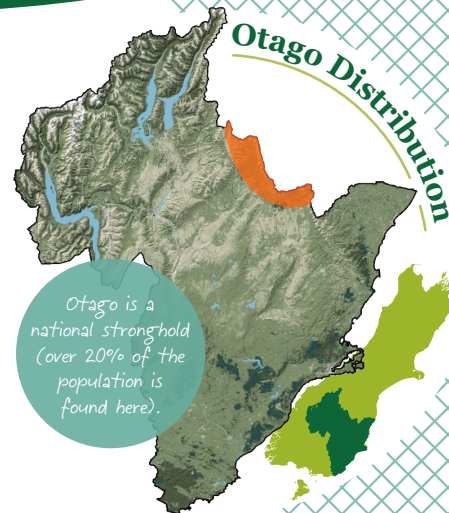 Otago Distribution
Otago is a
national stronghold
(over 20% of the
population is
found here).